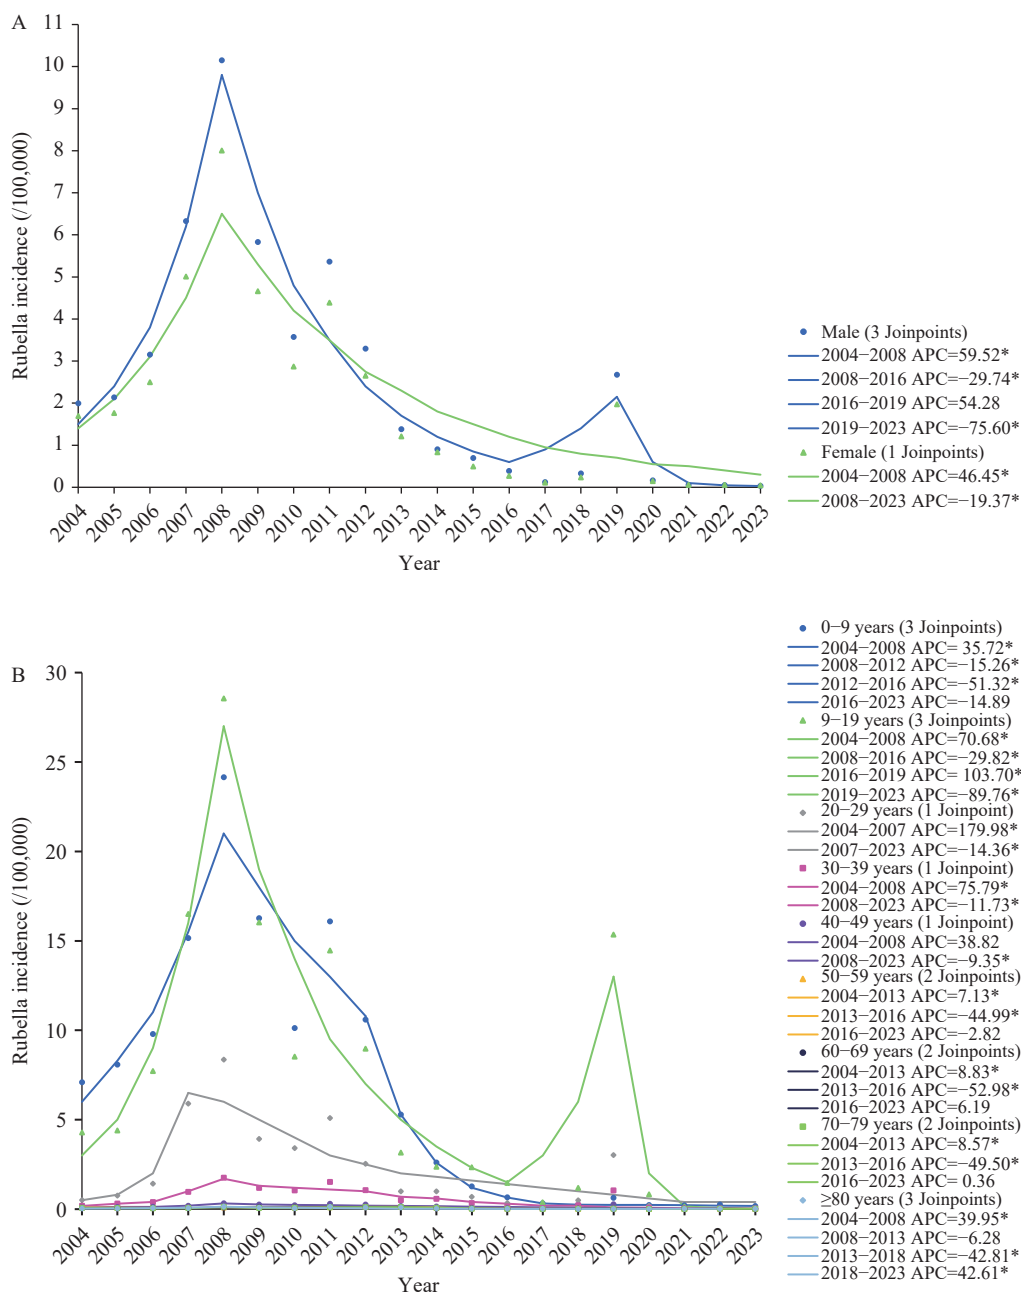 A
Rubella incidence (/100,000)
11
10
9
8
7
6
5
4
3
2
1
0
2004
2005
2006
2007
2008
2009
2010
2011
2012
2013
2014
2015
2016
2017
2018
2019
2020
2021
2022
2023
Year
Male (3 Joinpoints)
2004−2008 APC=59.52*
2008−2016 APC=−29.74*
2016−2019 APC=54.28
2019−2023 APC=−75.60*
Female (1 Joinpoints)
2004−2008 APC=46.45*
2008−2023 APC=−19.37*
B
Rubella incidence (/100,000)
30
25
20
15
10
5
0
2004
2005
2006
2007
2008
2009
2010
2011
2012
2013
2014
2015
2016
2017
2018
2019
2020
2021
2022
2023
Year
0−9 years (3 Joinpoints)
2004−2008 APC= 35.72*
2008−2012 APC=−15.26*
2012−2016 APC=−51.32*
2016−2023 APC=−14.89
9−19 years (3 Joinpoints)
2004−2008 APC=70.68*
2008−2016 APC=−29.82*
2016−2019 APC= 103.70*
2019−2023 APC=−89.76*
20−29 years (1 Joinpoint)
2004−2007 APC=179.98*
2007−2023 APC=−14.36*
30−39 years (1 Joinpoint)
2004−2008 APC=75.79*
2008−2023 APC=−11.73*
40−49 years (1 Joinpoint)
2004−2008 APC=38.82
2008−2023 APC=−9.35*
50−59 years (2 Joinpoints)
2004−2013 APC=7.13*
2013−2016 APC=−44.99*
2016−2023 APC=−2.82
60−69 years (2 Joinpoints)
2004−2013 APC=8.83*
2013−2016 APC=−52.98*
2016−2023 APC=6.19
70−79 years (2 Joinpoints)
2004−2013 APC=8.57*
2013−2016 APC=−49.50*
2016−2023 APC= 0.36
≥80 years (3 Joinpoints)
2004−2008 APC=39.95*
2008−2013 APC=−6.28
2013−2018 APC=−42.81*
2018−2023 APC=42.61*